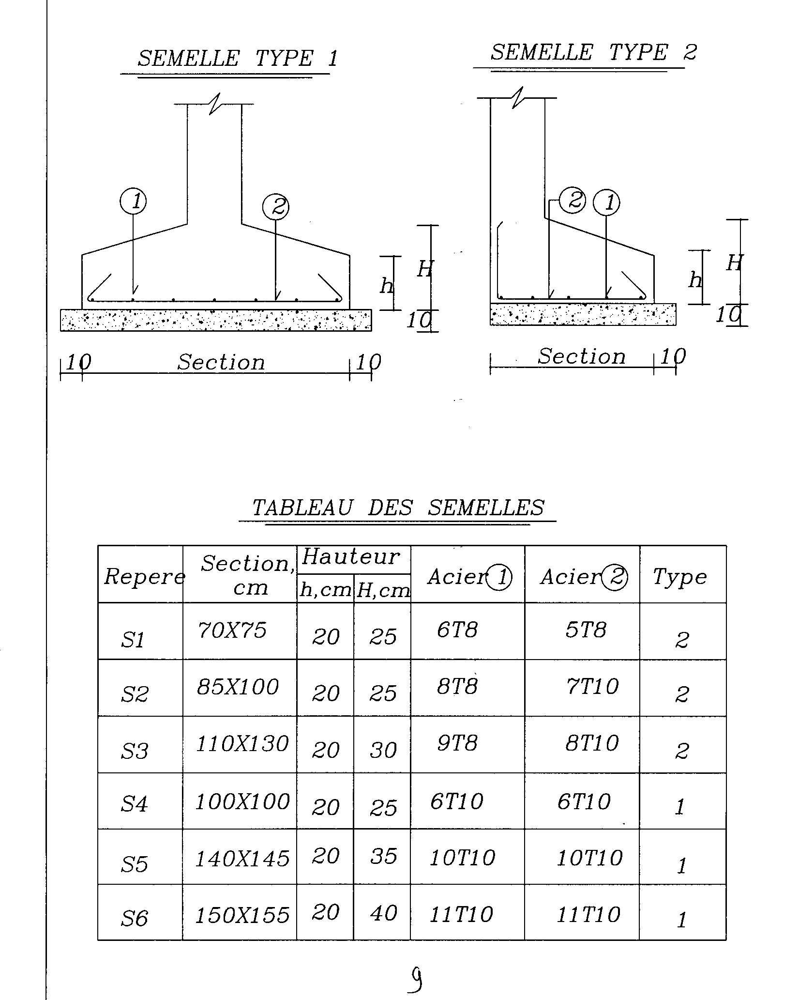 SEMELLE TYPE 1
1
2
H
h
10
10 Section 10
SEMELLE TYPE 2
2 1
H
h
10
Section 10
TABLEAU DES SEMELLES
Repere Section, cm Hauteur h,cm H,cm Acier 1 Acier 2 Type
S1 70X75 20 25 6T8 5T8 2
S2 85X100 20 25 8T8 7T10 2
S3 110X130 20 30 9T8 8T10 2
S4 100X100 20 25 6T10 6T10 1
S5 140X145 20 35 10T10 10T10 1
S6 150X155 20 40 11T10 11T10 1
9